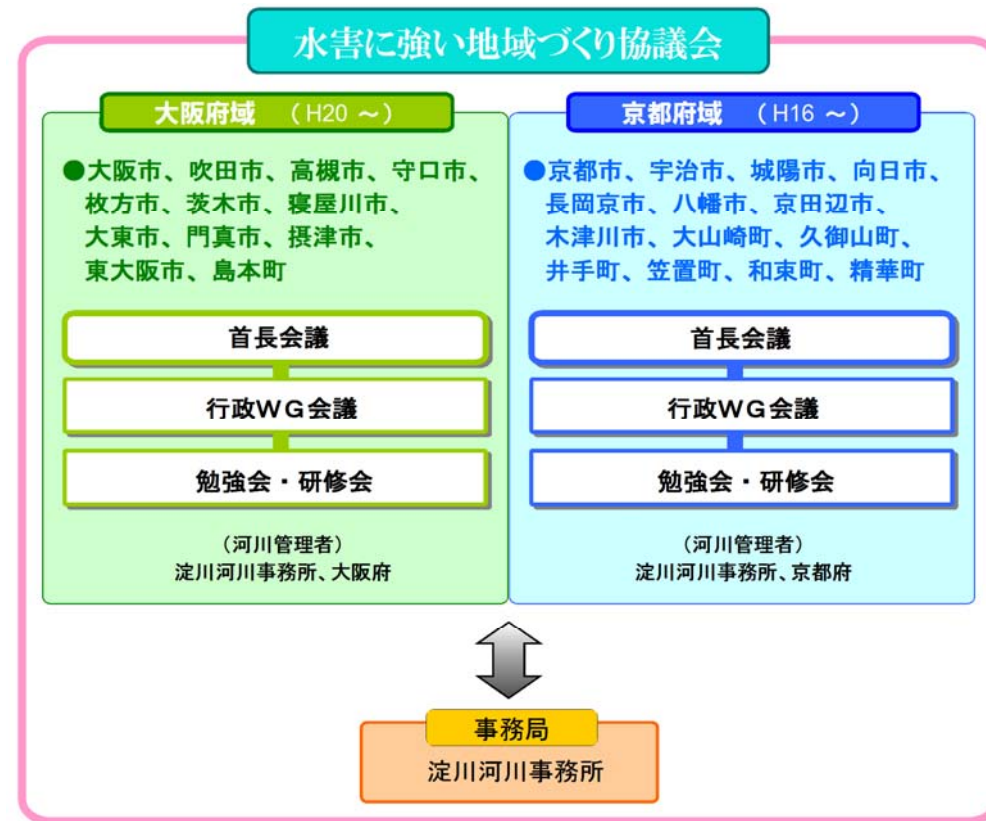 水害に強い地域づくり協議会
大阪府域 （H20 ～）
●大阪市、吹田市、高槻市、守口市、
枚方市、茨木市、寝屋川市、
大東市、門真市、摂津市、
東大阪市、島本町
首長会議
行政WG会議
勉強会・研修会
（河川管理者）
淀川河川事務所、大阪府
京都府域 （H16 ～）
●京都市、宇治市、城陽市、向日市、
長岡京市、八幡市、京田辺市、
木津川市、大山崎町、久御山町、
井手町、笠置町、和束町、精華町
首長会議
行政WG会議
勉強会・研修会
（河川管理者）
淀川河川事務所、京都府
事務局
淀川河川事務所